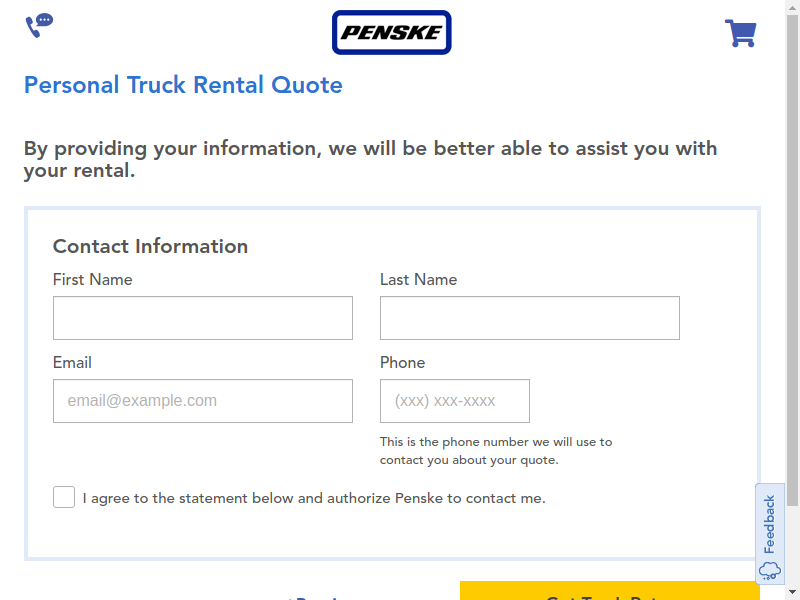 PENSKE
Personal Truck Rental Quote
By providing your information, we will be better able to assist you with
your rental.
Contact Information
First Name
Last Name
Email
Phone
email@example.com
(xxx) xxx-xxxx
This is the phone number we will use to
contact you about your quote.
I agree to the statement below and authorize Penske to contact me.
Feedback